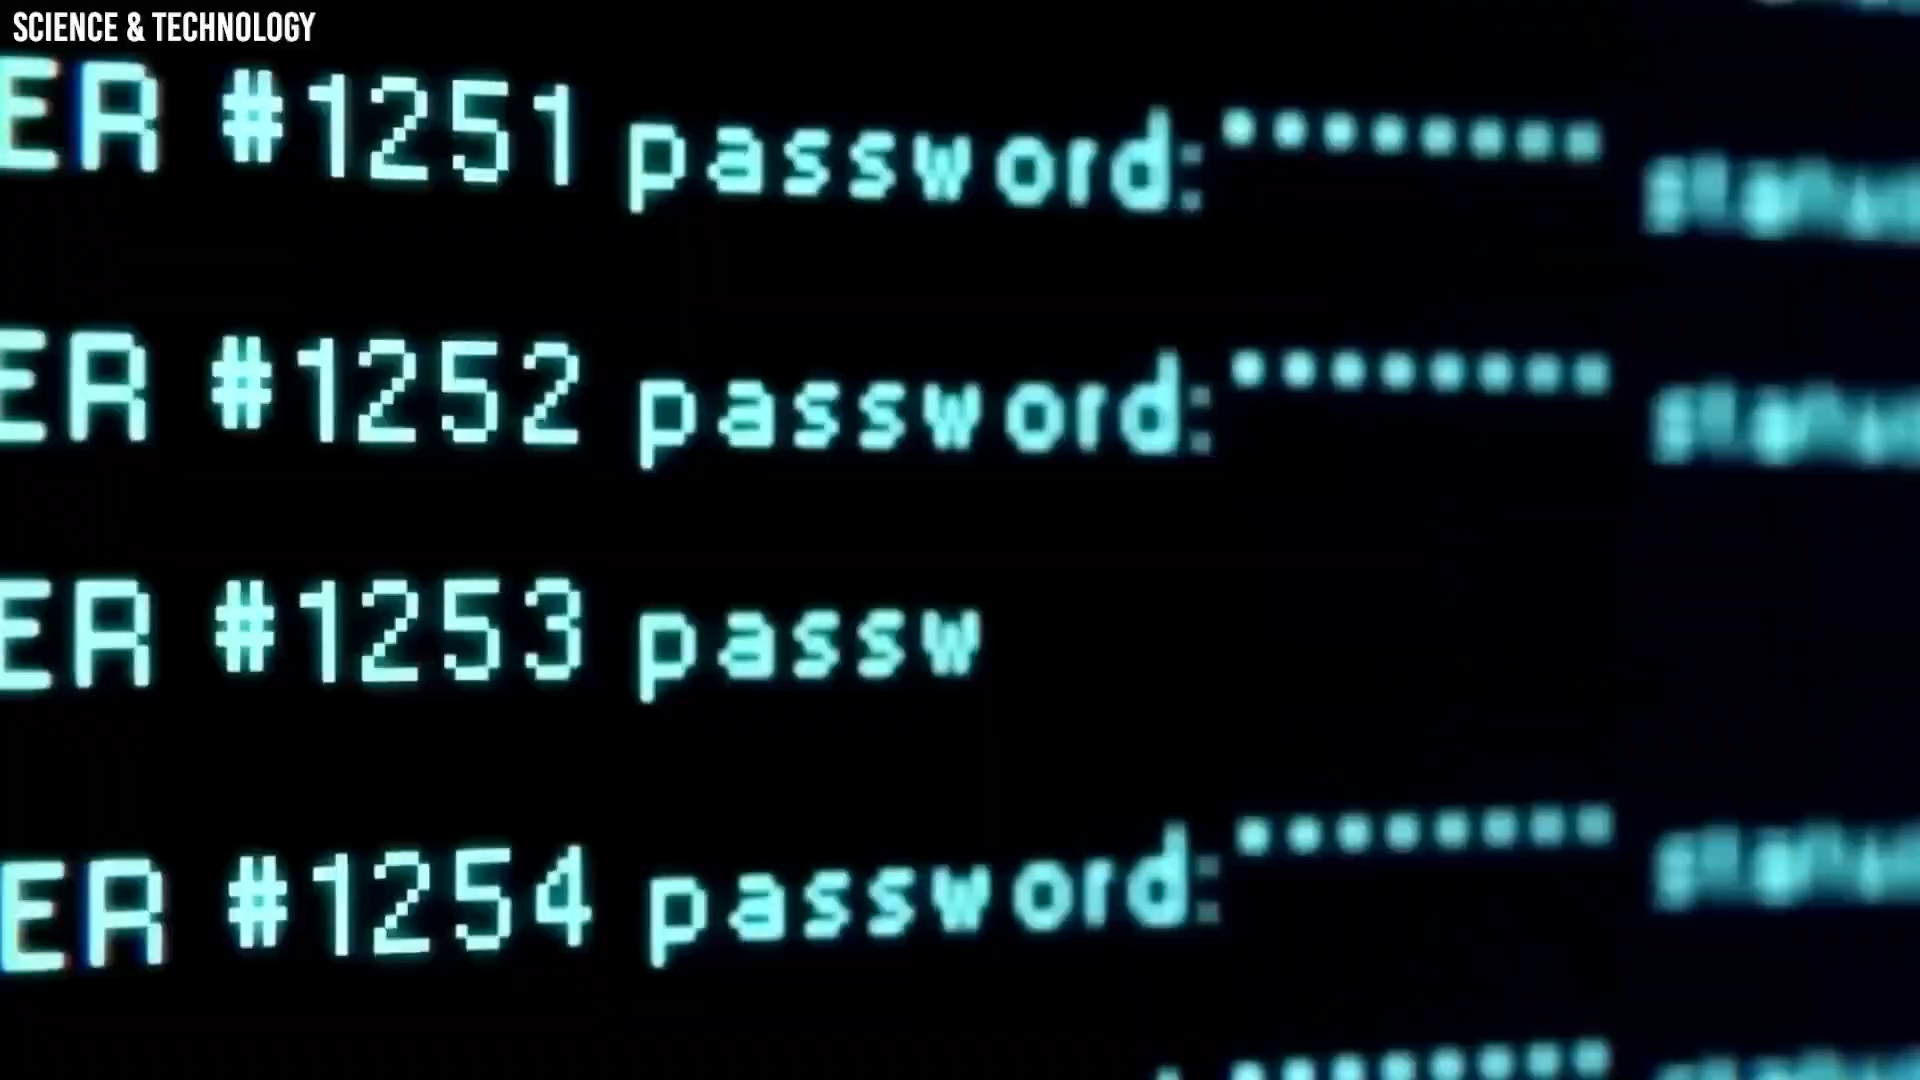 SCIENCE & TECHNOLOGY
ER #1251 password:********
ER #1252 password:********
ER #1253 passw
ER #1254 password:********
********